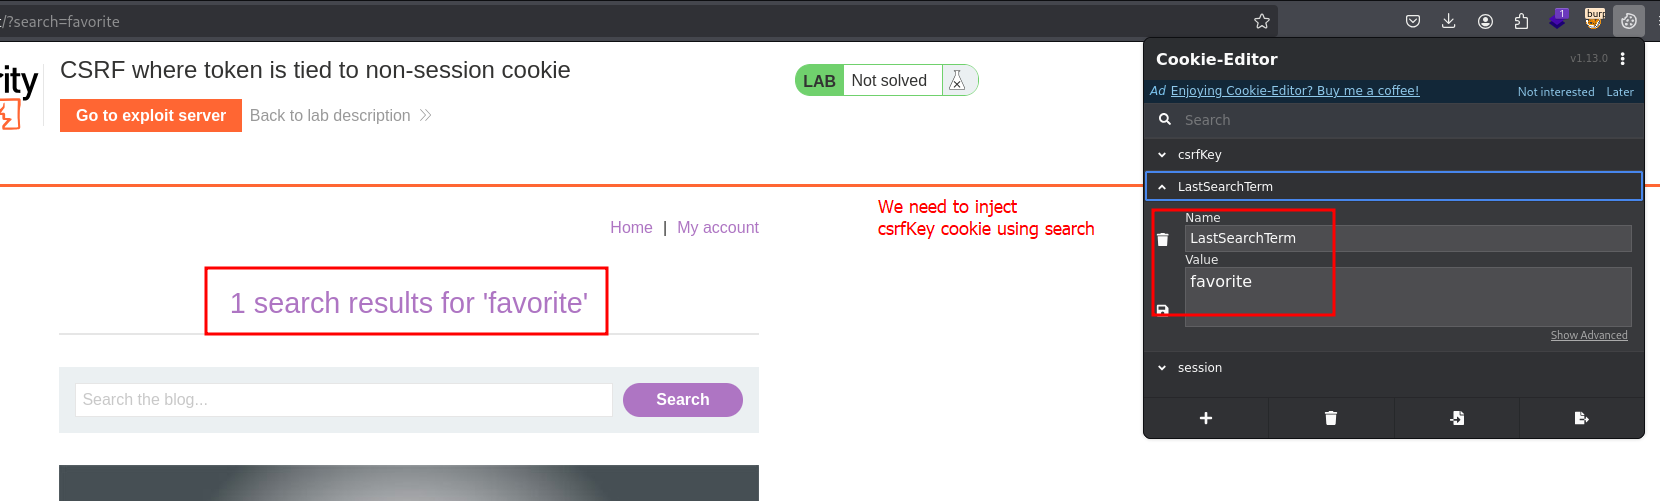 /?search=favorite
1
burp
rity
CSRF where token is tied to non-session cookie
LAB Not solved
Go to exploit server
Back to lab description
Cookie-Editor
v1.13.0
Ad Enjoying Cookie-Editor? Buy me a coffee!
Not interested Later
Search
csrfKey
LastSearchTerm
Name
LastSearchTerm
Value
favorite
Show Advanced
session
We need to inject
csrfKey cookie using search
Home | My account
1 search results for 'favorite'
Search the blog...
Search